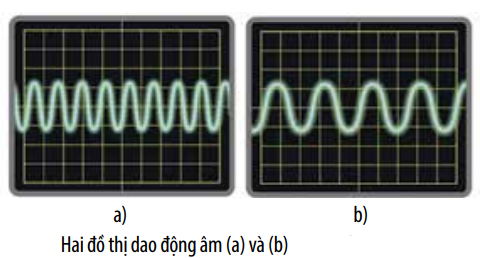 a) b)
Hai đồ thị dao động âm (a) và (b)